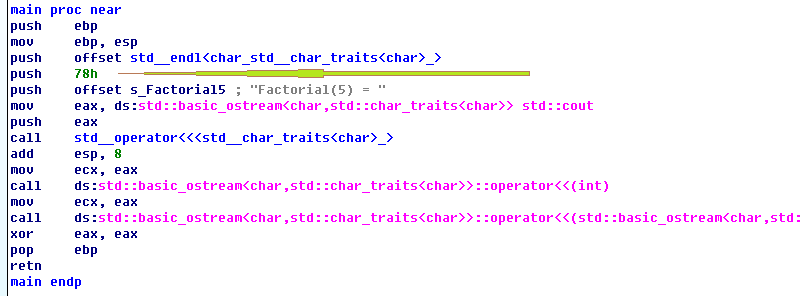 main proc near
push    ebp
mov     ebp, esp
push    offset std__endl<char_std__char_traits<char>_>
push    78h
push    offset s_Factorial5 ; "Factorial(5) = "
mov     eax, ds:std::basic_ostream<char,std::char_traits<char>> std::cout
push    eax
call    std__operator<<<std__char_traits<char>_>
add     esp, 8
mov     ecx, eax
call    ds:std::basic_ostream<char,std::char_traits<char>>::operator<<(int)
mov     ecx, eax
call    ds:std::basic_ostream<char,std::char_traits<char>>::operator<<(std::basic_ostream<char,std:
xor     eax, eax
pop     ebp
retn
main endp